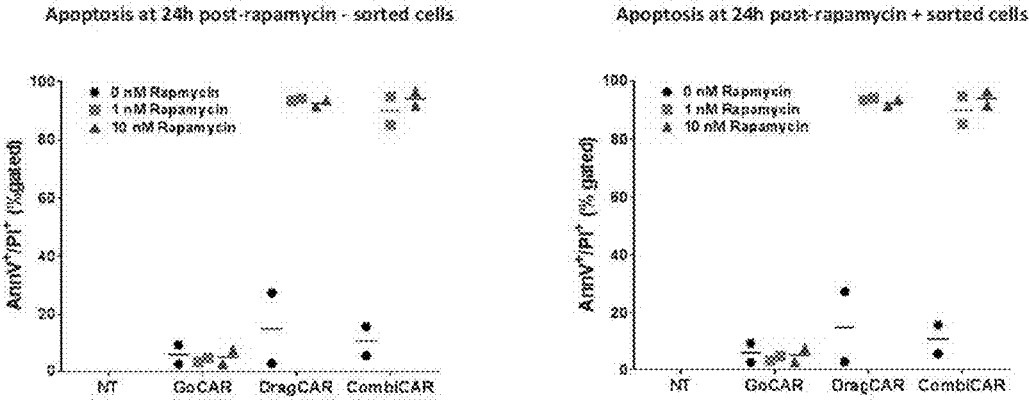 Apoptosis at 24h post-rapamycin - sorted cells
100
80
60
40
20
0
AnnV+/PI+ (%gated)
0 nM Rapmycin
1 nM Rapamycin
10 nM Rapamycin
NT
GoCAR
DragCAR
CombiCAR
Apoptosis at 24h post-rapamycin + sorted cells
100
80
60
40
20
0
AnnV+/PI+ (% gated)
0 nM Rapmycin
1 nM Rapamycin
10 nM Rapamycin
NT
GoCAR
DragCAR
CombiCAR